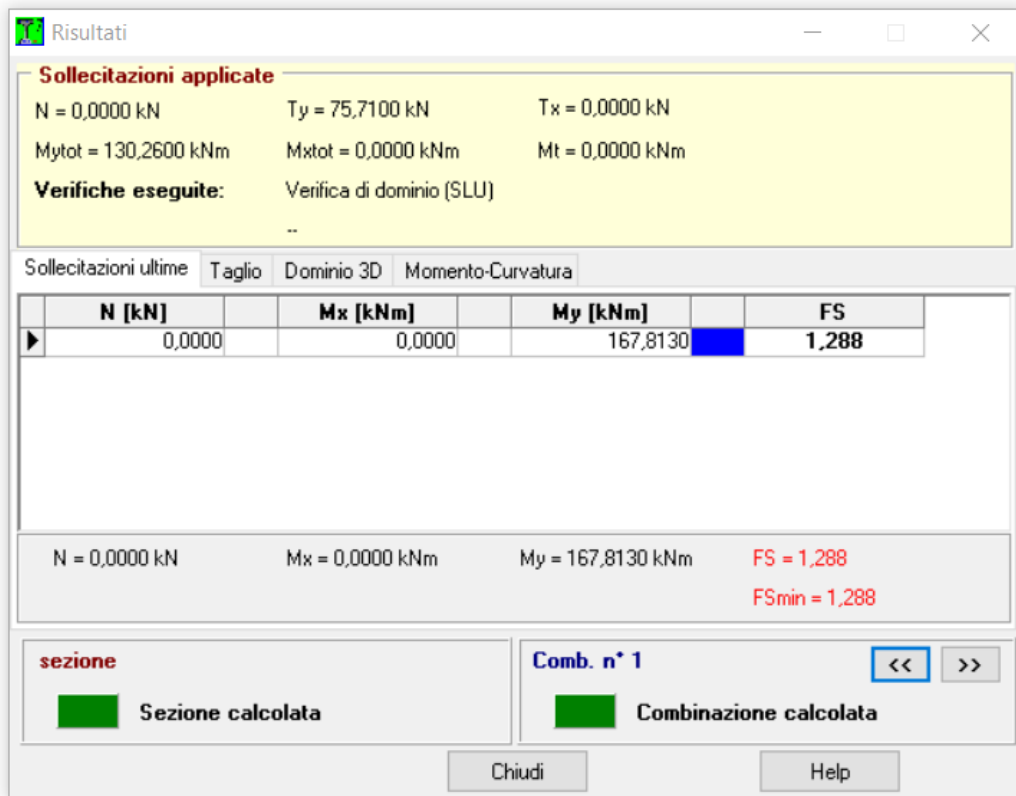 Risultati
Sollecitazioni applicate
N = 0,0000 kN Ty = 75,7100 kN Tx = 0,0000 kN
Mytot = 130,2600 kNm Mxtot = 0,0000 kNm Mt = 0,0000 kNm
Verifiche eseguite: Verifica di dominio (SLU)
--
Sollecitazioni ultime Taglio Dominio 3D Momento-Curvatura
N [kN] Mx [kNm] My [kNm] FS
0,0000 0,0000 167,8130 1,288
N = 0,0000 kN Mx = 0,0000 kNm My = 167,8130 kNm FS = 1,288
FSmin = 1,288
sezione Comb. n° 1 << >>
Sezione calcolata Combinazione calcolata
Chiudi Help